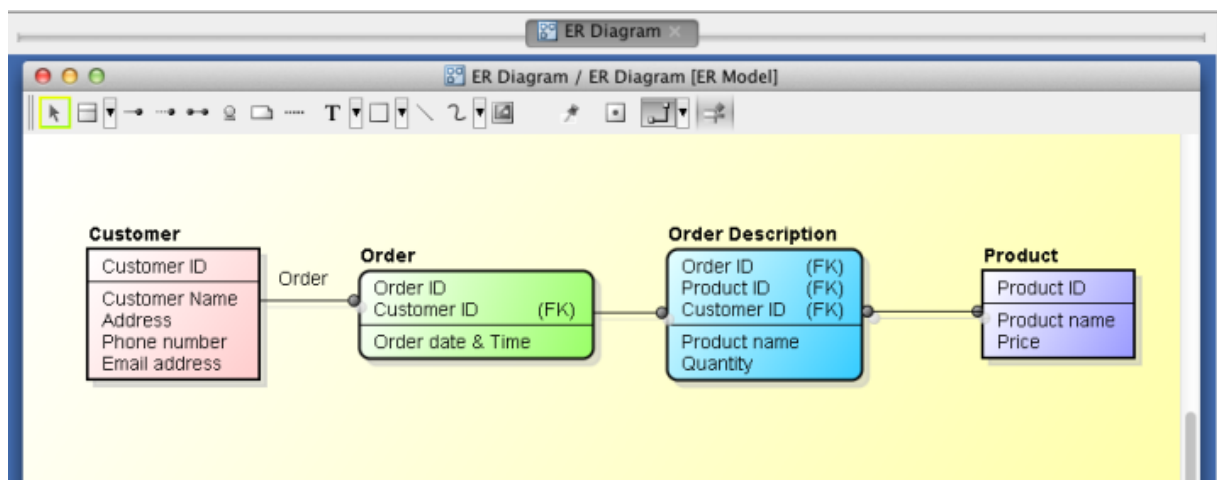 ER Diagram
ER Diagram / ER Diagram [ER Model]
T
Customer
Customer ID
Customer Name
Address
Phone number
Email address
Order
Order
Order ID
Customer ID (FK)
Order date & Time
Order Description
Order ID (FK)
Product ID (FK)
Customer ID (FK)
Product name
Quantity
Product
Product ID
Product name
Price